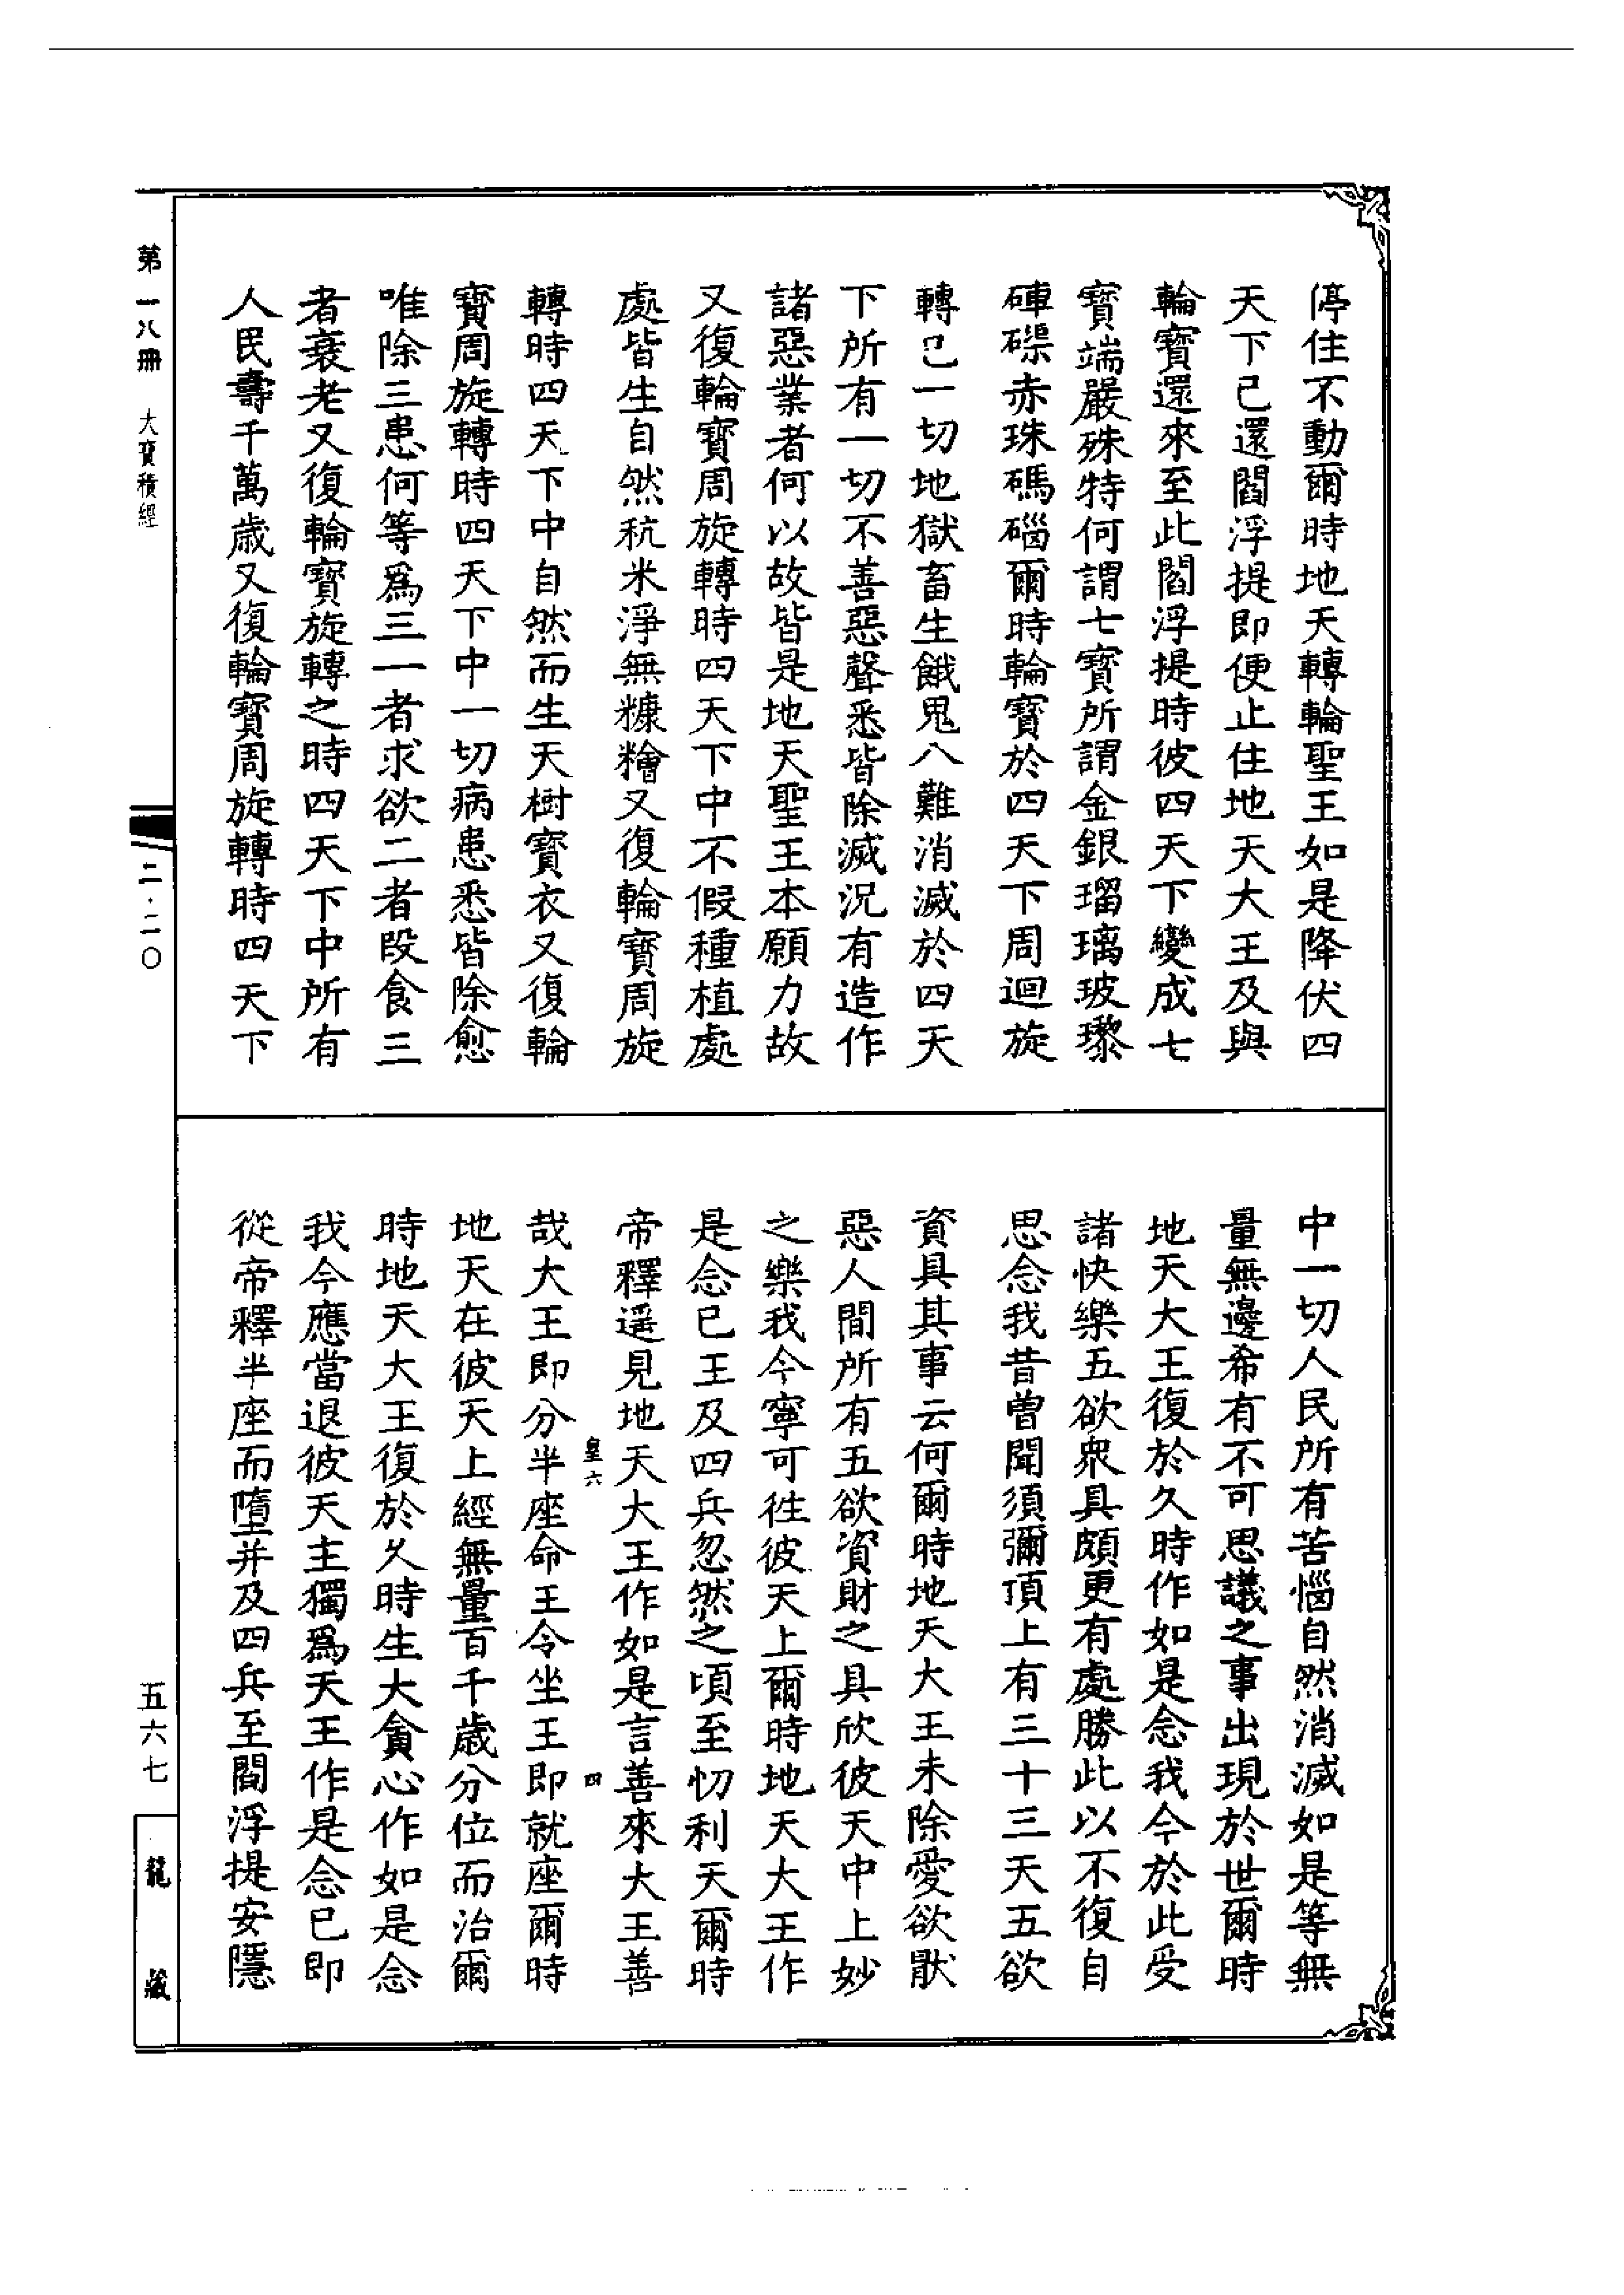 停住不動爾時地天轉輪聖王如是降伏四
天下已還閻浮提即便止住地天大王及與
輪寶還來至此閻浮提時彼四天下變成七
寶端嚴殊特何謂七寶所謂金銀瑠璃玻瓈
硨磲赤珠碼碯爾時輪寶於四天下周迴旋
轉已一切地獄畜生餓鬼八難消滅於四天
下所有一切不善惡聲悉皆除滅況有造作
諸惡業者何以故皆是地天聖王本願力故
又復輪寶周旋轉時四天下中不假種植處
處皆生自然秔米淨無糠糩又復輪寶周旋
轉時四天下中自然而生天樹寶衣又復輪
寶周旋轉時四天下中一切病患悉皆除愈
唯除三患何等為三一者求欲二者段食三
者衰老又復輪寶旋轉之時四天下中所有
人民壽千萬歲又復輪寶周旋轉時四天下
中一切人民所有苦惱自然消滅如是等無
量無邊希有不可思議之事出現於世爾時
地天大王復於久時作如是念我今於此受
諸快樂五欲眾具頗更有處勝此以不復自
思念我昔曾聞須彌頂上有三十三天五欲
資具其事云何爾時地天大王未除愛欲猒
惡人間所有五欲資財之具欣彼天中上妙
之樂我今寧可往彼天上爾時地天大王作
是念已王及四兵忽然之頃至忉利天爾時
帝釋遥見地天大王作如是言善來大王善
皇六 四
哉大王即分半座命王令坐王即就座爾時
地天在彼天上經無量百千歲分位而治爾
時地天大王復於久時生大貪心作如是念
我今應當退彼天主獨為天王作是念已即
從帝釋半座而墮并及四兵至閻浮提安隱
第一八冊 大寶積經
二·二〇
五六七
龍藏